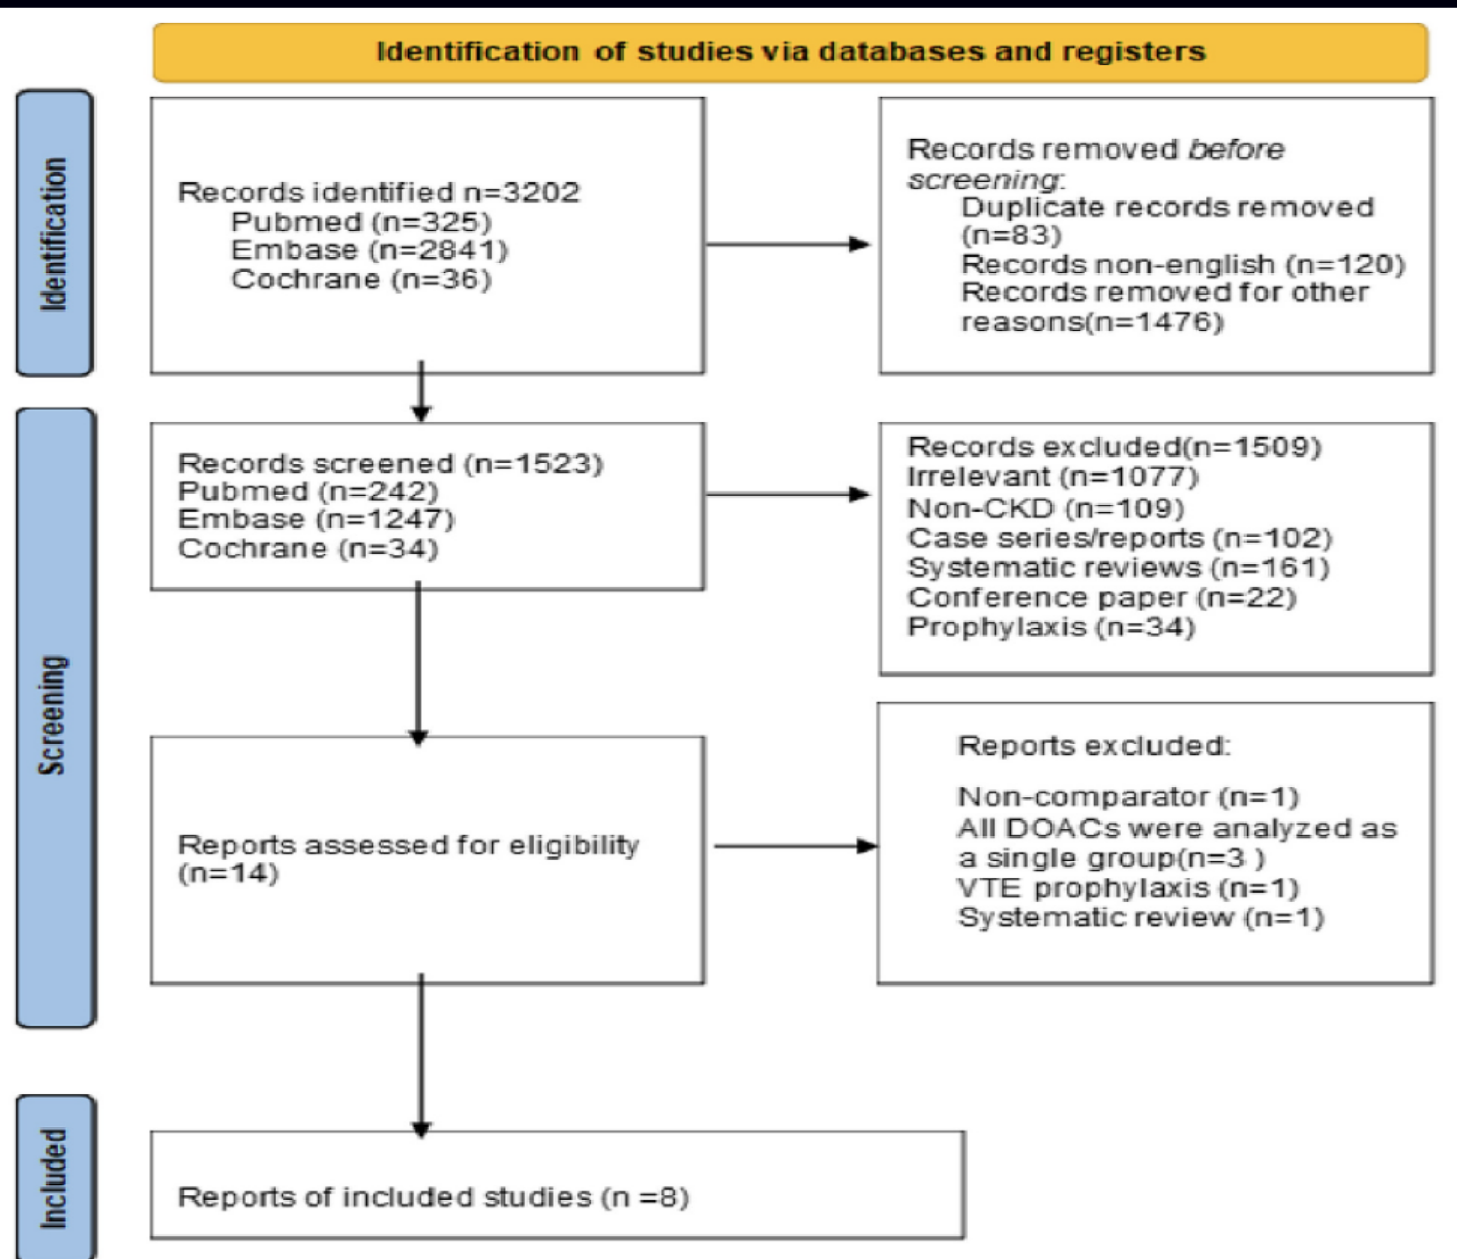 Identification of studies via databases and registers
Identification
Records identified n=3202
Pubmed (n=325)
Embase (n=2841)
Cochrane (n=36)
Records removed before
screening:
Duplicate records removed
(n=83)
Records non-english (n=120)
Records removed for other
reasons(n=1476)
Screening
Records screened (n=1523)
Pubmed (n=242)
Embase (n=1247)
Cochrane (n=34)
Records excluded(n=1509)
Irrelevant (n=1077)
Non-CKD (n=109)
Case series/reports (n=102)
Systematic reviews (n=161)
Conference paper (n=22)
Prophylaxis (n=34)
Reports assessed for eligibility
(n=14)
Reports excluded:
Non-comparator (n=1)
All DOACs were analyzed as
a single group(n=3 )
VTE prophylaxis (n=1)
Systematic review (n=1)
Included
Reports of included studies (n =8)